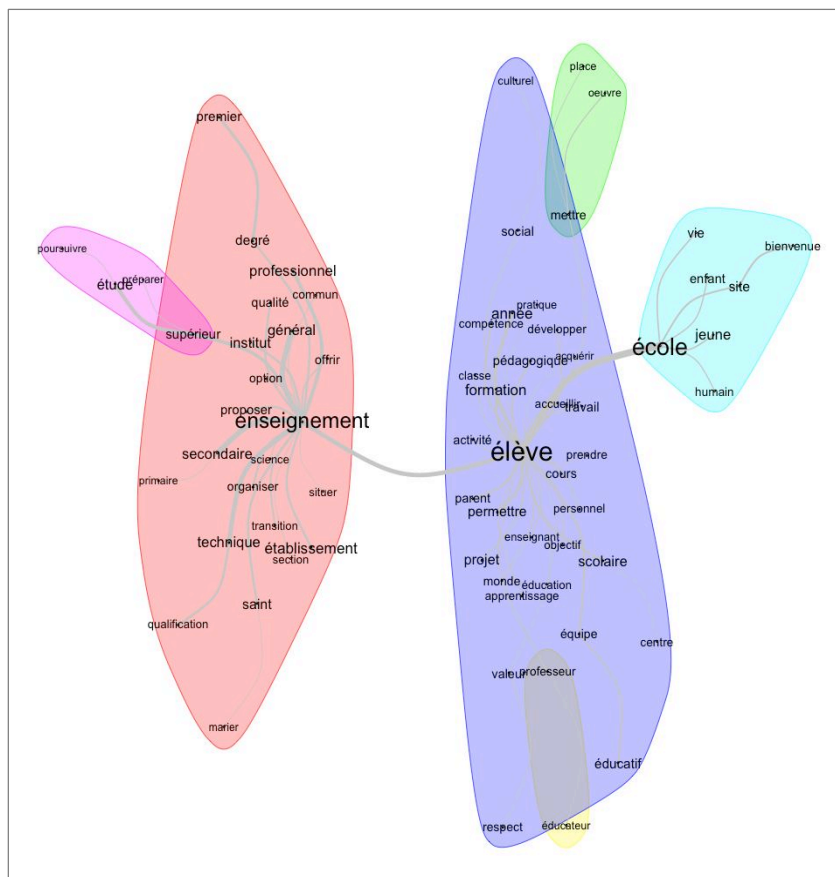 premier
degré
professionnel
commun
qualité
général
institut
offrir
option
proposer
enseignement
secondaire
science
primaire
organiser
situer
transition
technique
établissement
section
saint
qualification
marier
poursuivre
préparer
étude
supérieur
culturel
place
oeuvre
mettre
social
pratique
année
compétence
développer
pédagogique
acquérir
classe
formation
accueillir
travail
activité
élève
prendre
cours
parent
permettre
personnel
enseignant
objectif
projet
scolaire
monde
éducation
apprentissage
équipe
centre
valeur
professeur
éducatif
respect
éducateur
vie
bienvenue
enfant
site
jeune
école
humain